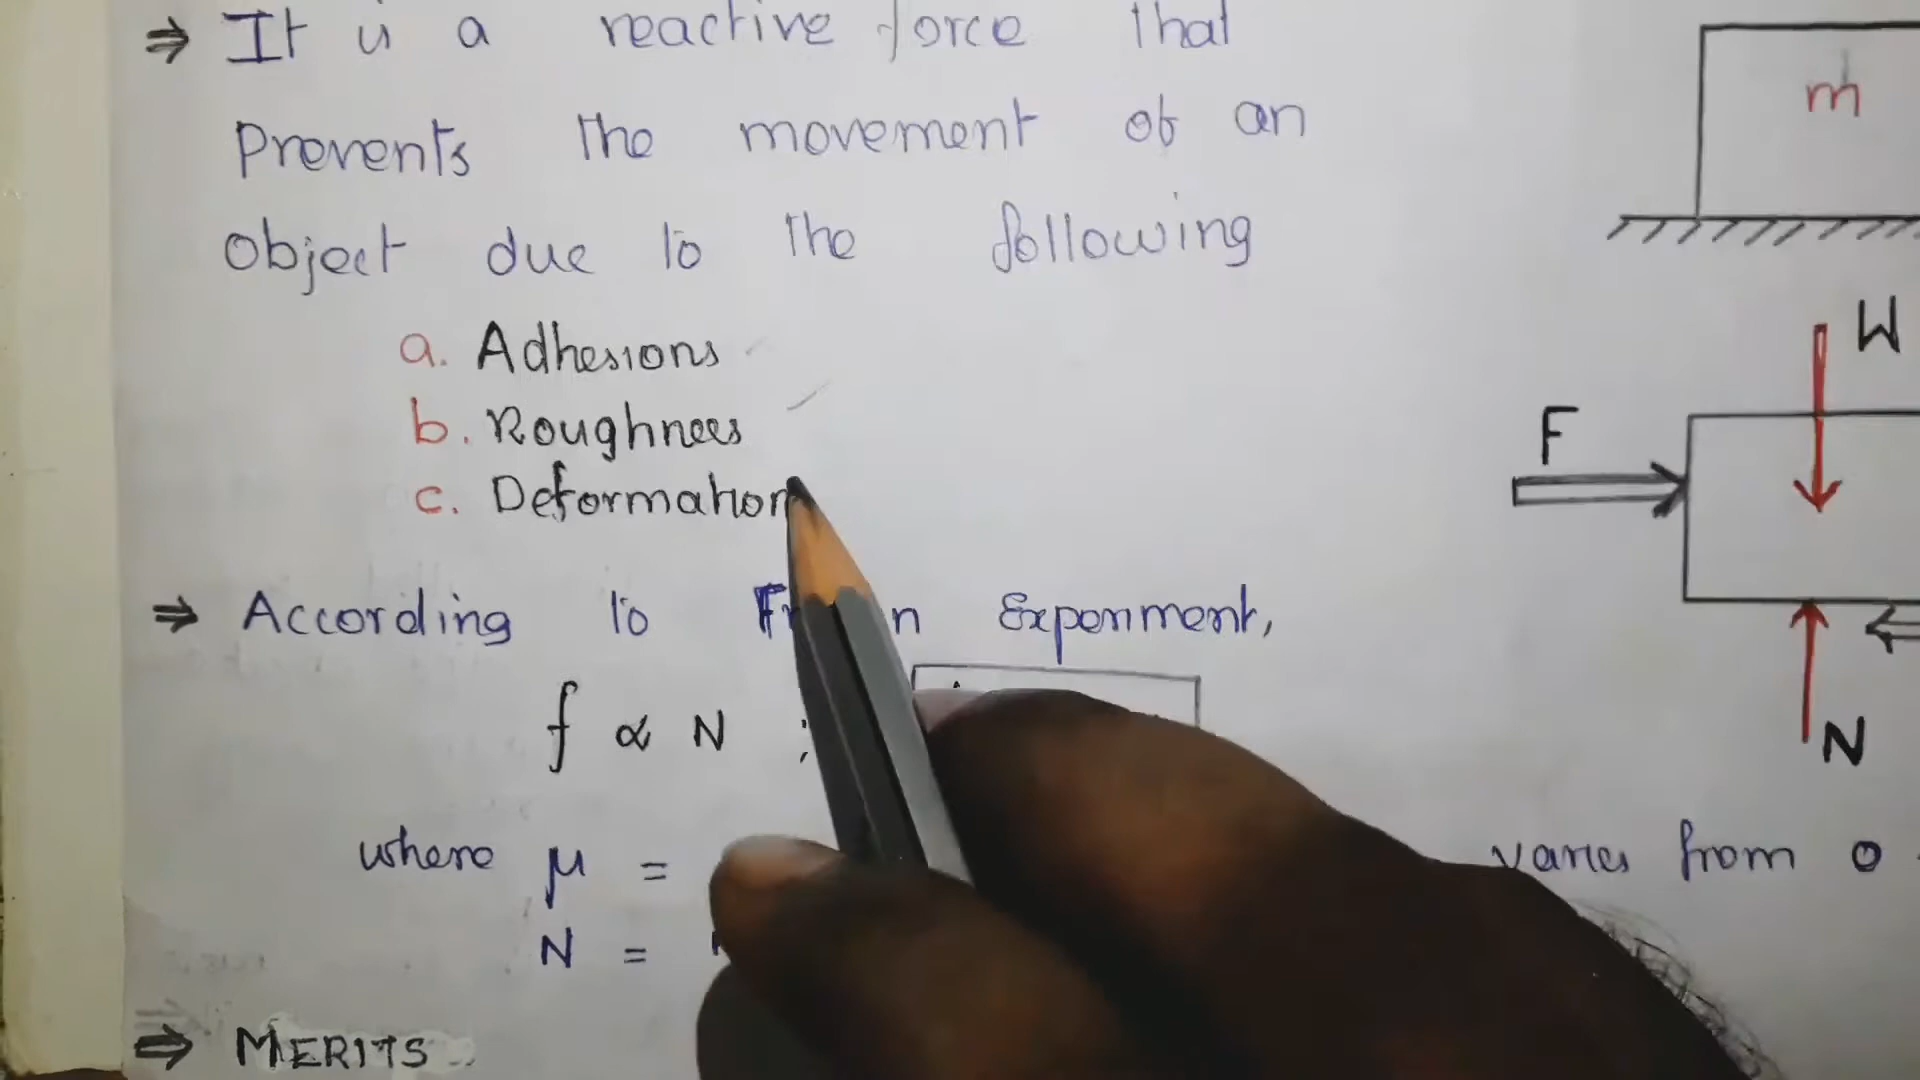 ⇒ It is a reactive force that
Prevents the movement of an
Object due to the following
a. Adhesions
b. Roughness
c. Deformation
⇒ According to Experiment,
f ∝ N ;
where μ =
N =
⇒ MERITS
m
W
F
N
varies from 0